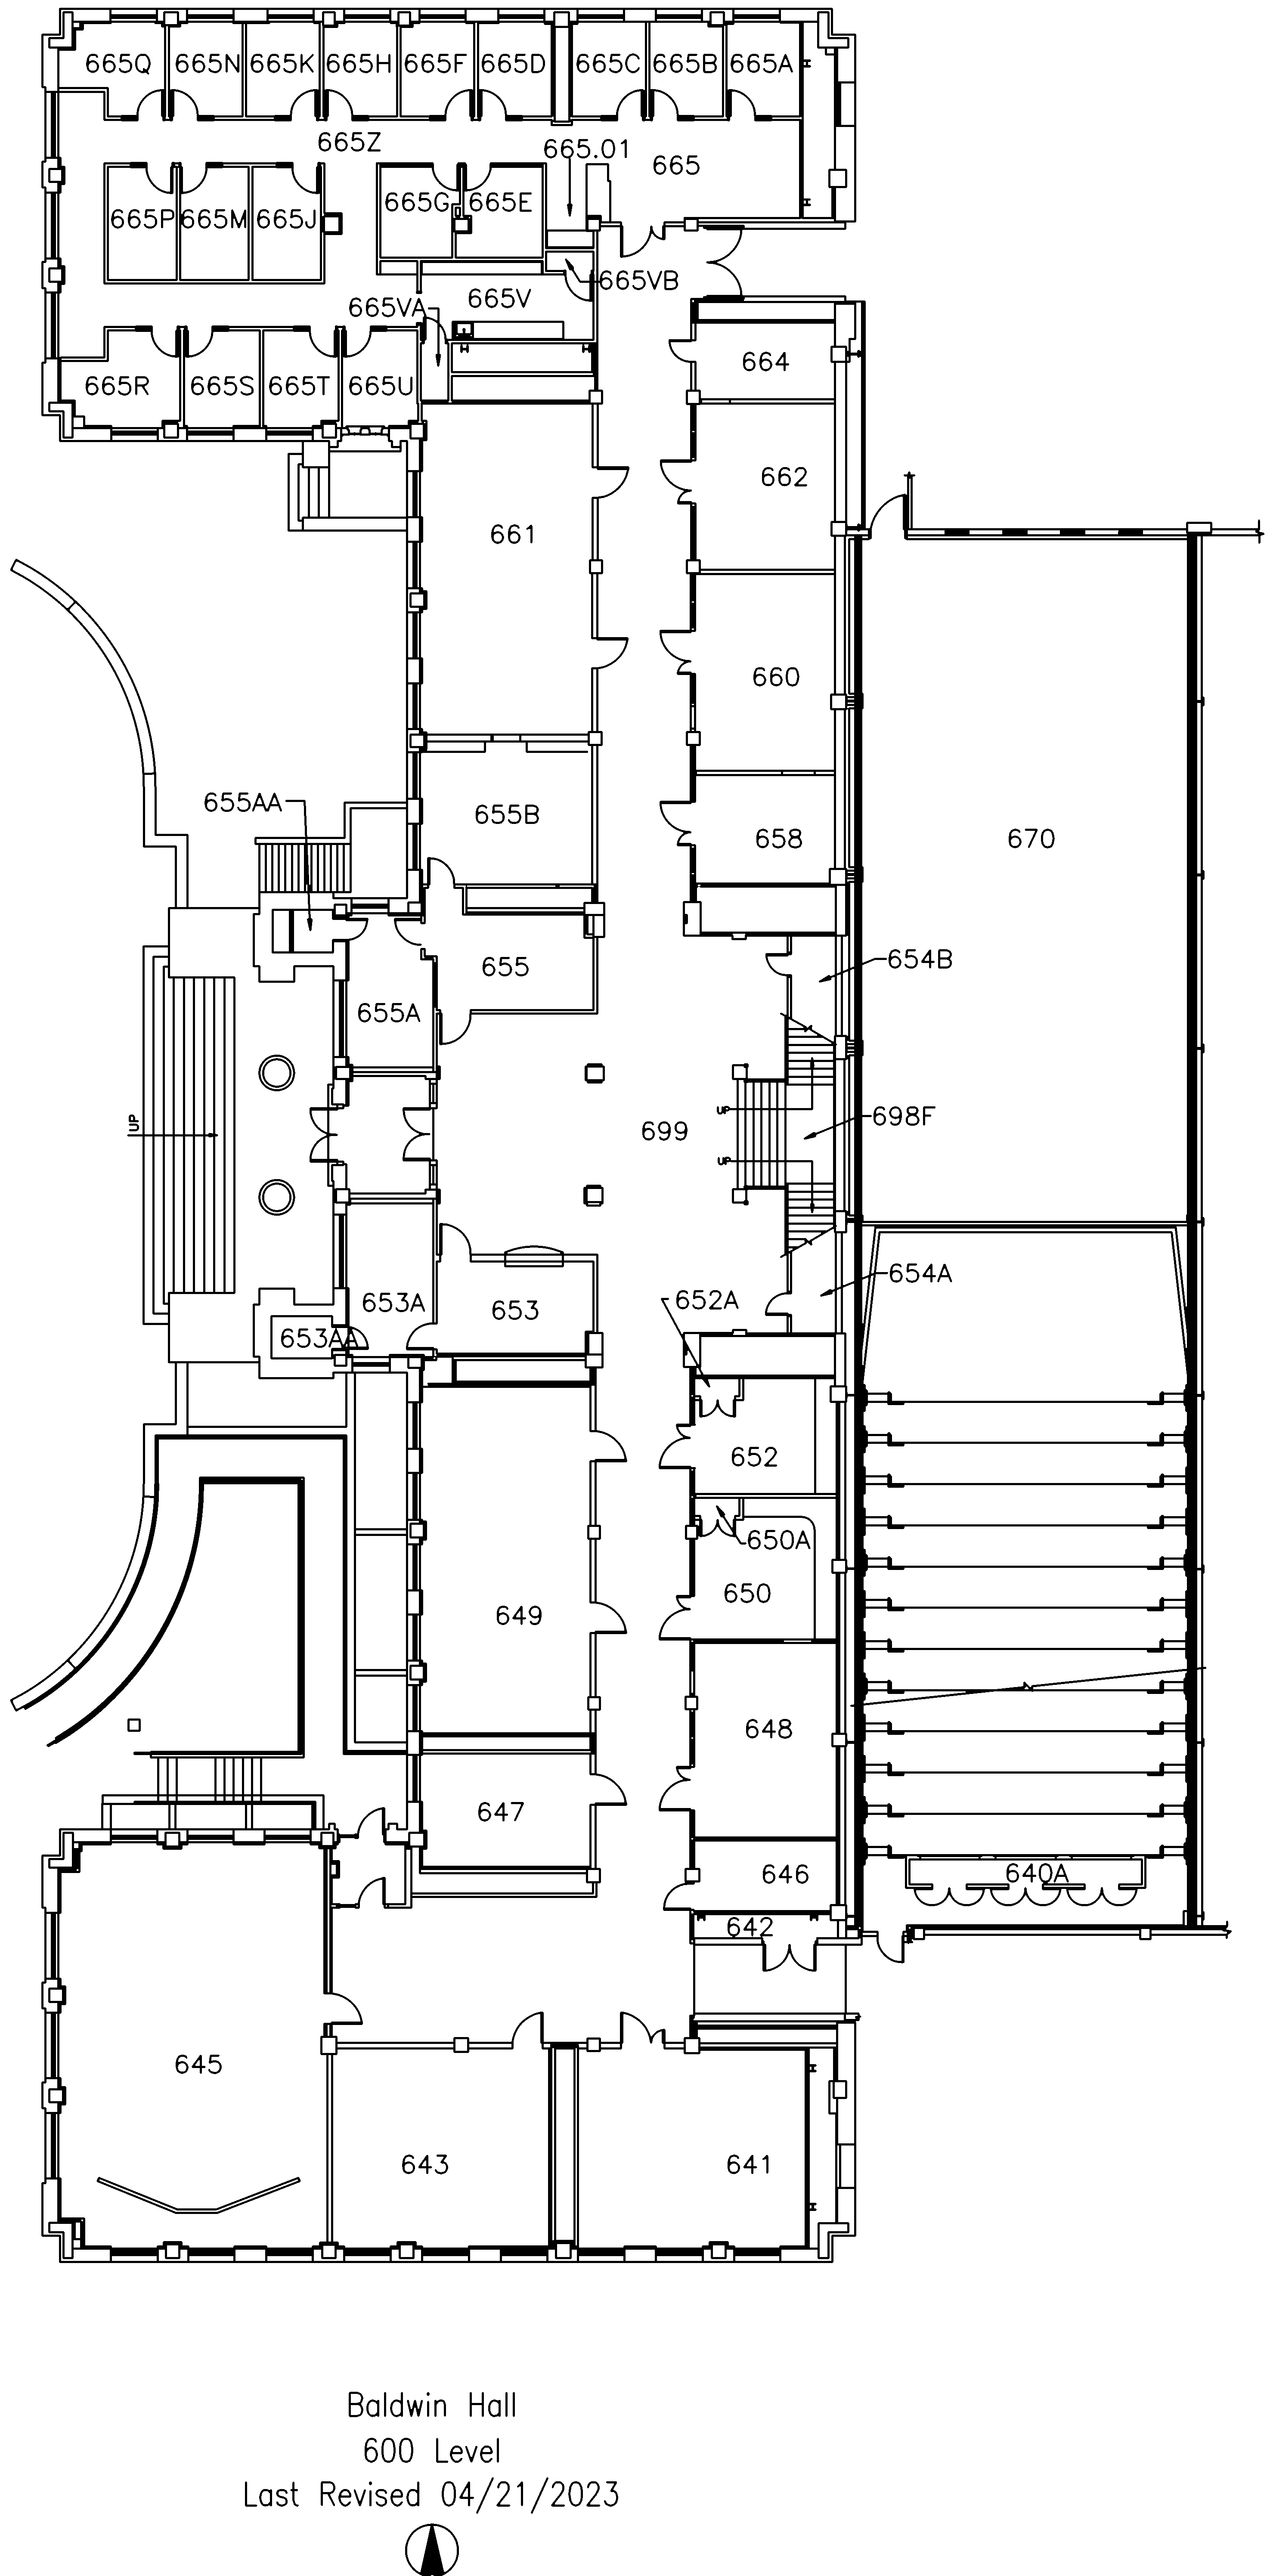 665Q 665N 665K 665H 665F 665D 665C 665B 665A
665Z 665.01 665
665P 665M 665J 665G 665E
665VB
665VA 665V
664
665R 665S 665T 665U
662
661
660
655AA 655B
658 670
654B
655 655A
UP 698F
UP 699
UP
654A
652A
653A 653
653AA
652
650A
650
649
648
647
646 640A
642
645
643 641
Baldwin Hall
600 Level
Last Revised 04/21/2023